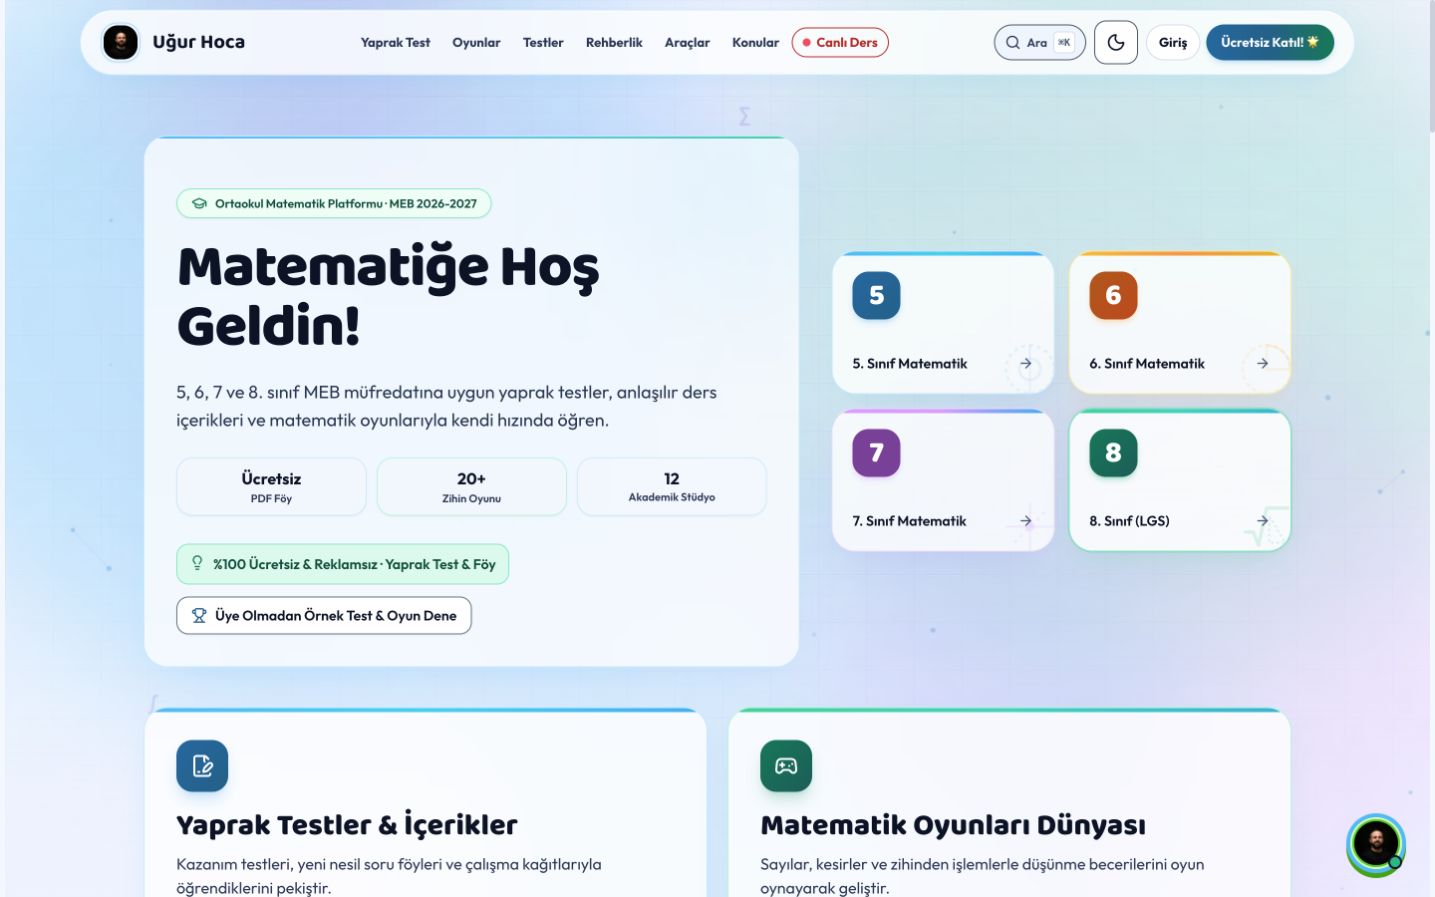 Uğur Hoca
Yaprak Test
Oyunlar
Testler
Rehberlik
Araçlar
Konular
Canlı Ders
Ara
⌘K
Giriş
Ücretsiz Katıl! 🌟
Σ
Ortaokul Matematik Platformu · MEB 2026-2027
Matematiğe Hoş
Geldin!
5, 6, 7 ve 8. sınıf MEB müfredatına uygun yaprak testler, anlaşılır ders
içerikleri ve matematik oyunlarıyla kendi hızında öğren.
Ücretsiz
PDF Föy
20+
Zihin Oyunu
12
Akademik Stüdyo
%100 Ücretsiz & Reklamsız · Yaprak Test & Föy
Üye Olmadan Örnek Test & Oyun Dene
5
5. Sınıf Matematik
6
6. Sınıf Matematik
7
7. Sınıf Matematik
8
8. Sınıf (LGS)
∫
Yaprak Testler & İçerikler
Kazanım testleri, yeni nesil soru föyleri ve çalışma kağıtlarıyla
öğrendiklerini pekiştir.
Matematik Oyunları Dünyası
Sayılar, kesirler ve zihinden işlemlerle düşünme becerilerini oyun
oynayarak geliştir.